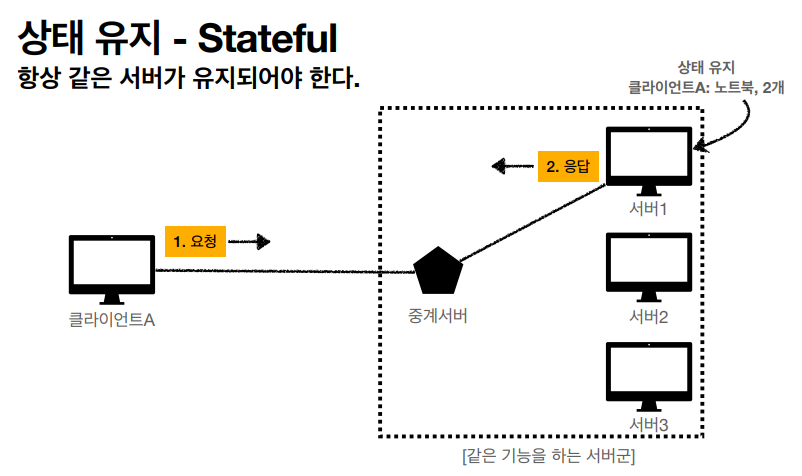 상태 유지 - Stateful
항상 같은 서버가 유지되어야 한다.
상태 유지
클라이언트A: 노트북, 2개
2. 응답
서버1
1. 요청
클라이언트A
중계서버
서버2
서버3
[같은 기능을 하는 서버군]